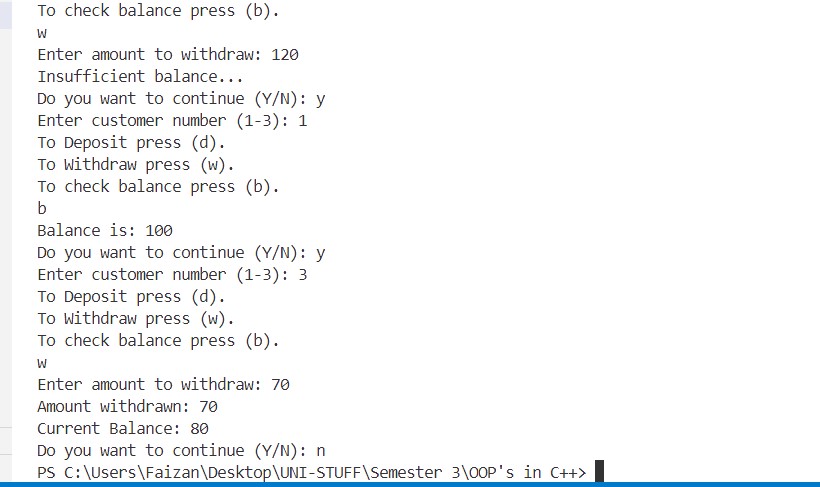 To check balance press (b).
w
Enter amount to withdraw: 120
Insufficient balance...
Do you want to continue (Y/N): y
Enter customer number (1-3): 1
To Deposit press (d).
To Withdraw press (w).
To check balance press (b).
b
Balance is: 100
Do you want to continue (Y/N): y
Enter customer number (1-3): 3
To Deposit press (d).
To Withdraw press (w).
To check balance press (b).
w
Enter amount to withdraw: 70
Amount withdrawn: 70
Current Balance: 80
Do you want to continue (Y/N): n
PS C:\Users\Faizan\Desktop\UNI-STUFF\Semester 3\OOP's in C++>